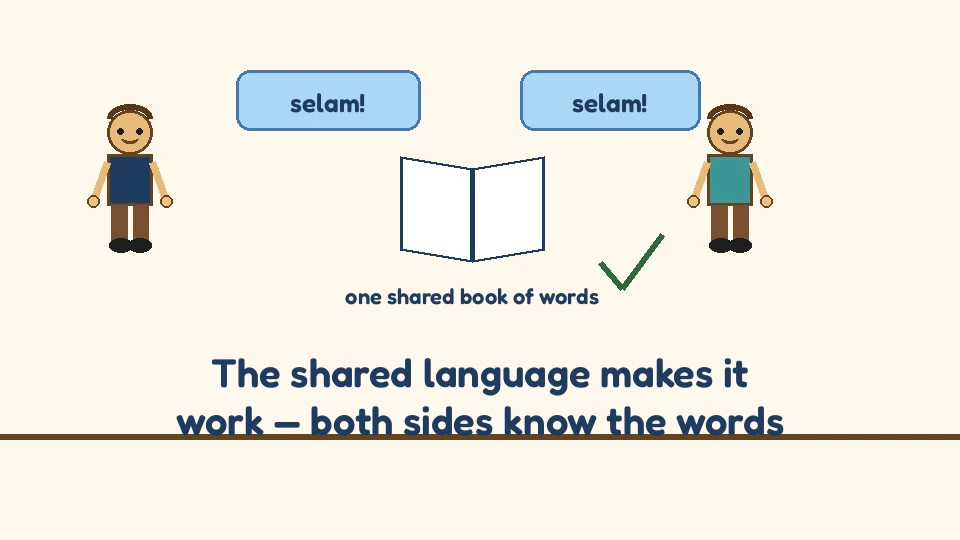 selam!
selam!
one shared book of words
The shared language makes it
work — both sides know the words